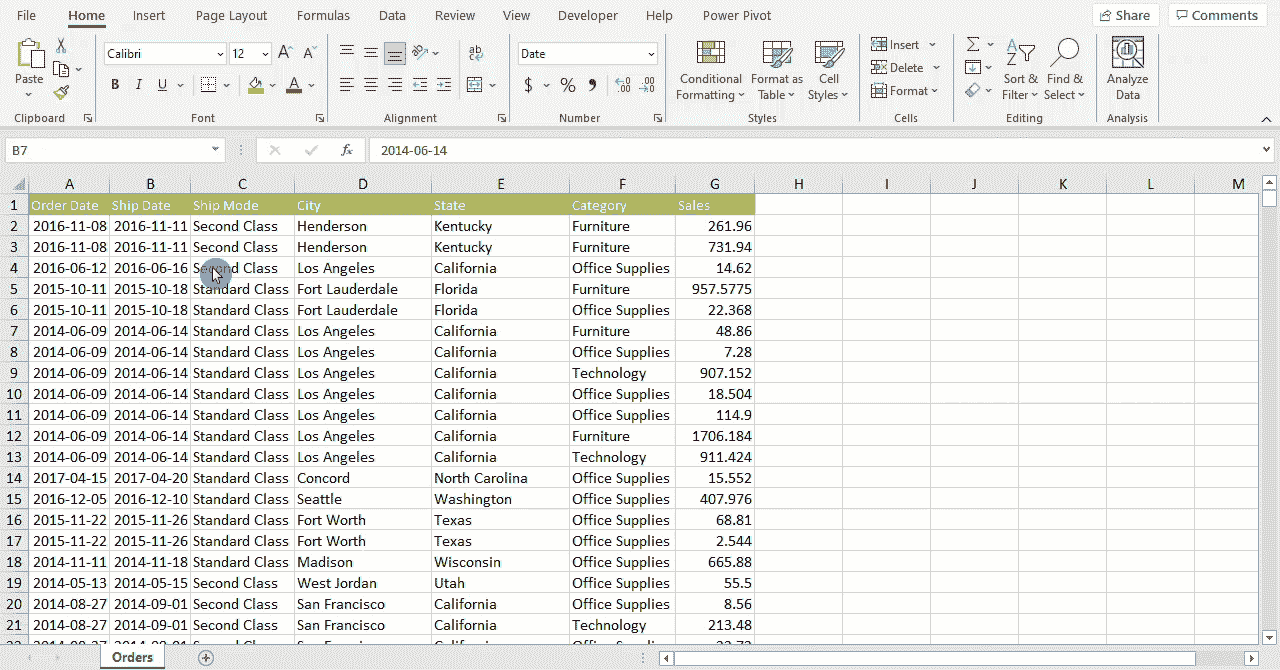 File Home Insert Page Layout Formulas Data Review View Developer Help Power Pivot Share Comments
Paste Calibri 12 B I U ab Date $ % Conditional Formatting Format as Table Cell Styles Insert Delete Format Sort & Filter Find & Select Analyze Data
Clipboard Font Alignment Number Styles Cells Editing Analysis
B7 fx 2014-06-14
A B C D E F G H I J K L M
1 Order Date Ship Date Ship Mode City State Category Sales
2 2016-11-08 2016-11-11 Second Class Henderson Kentucky Furniture 261.96
3 2016-11-08 2016-11-11 Second Class Henderson Kentucky Furniture 731.94
4 2016-06-12 2016-06-16 Second Class Los Angeles California Office Supplies 14.62
5 2015-10-11 2015-10-18 Standard Class Fort Lauderdale Florida Furniture 957.5775
6 2015-10-11 2015-10-18 Standard Class Fort Lauderdale Florida Office Supplies 22.368
7 2014-06-09 2014-06-14 Standard Class Los Angeles California Furniture 48.86
8 2014-06-09 2014-06-14 Standard Class Los Angeles California Office Supplies 7.28
9 2014-06-09 2014-06-14 Standard Class Los Angeles California Technology 907.152
10 2014-06-09 2014-06-14 Standard Class Los Angeles California Office Supplies 18.504
11 2014-06-09 2014-06-14 Standard Class Los Angeles California Office Supplies 114.9
12 2014-06-09 2014-06-14 Standard Class Los Angeles California Furniture 1706.184
13 2014-06-09 2014-06-14 Standard Class Los Angeles California Technology 911.424
14 2017-04-15 2017-04-20 Standard Class Concord North Carolina Office Supplies 15.552
15 2016-12-05 2016-12-10 Standard Class Seattle Washington Office Supplies 407.976
16 2015-11-22 2015-11-26 Standard Class Fort Worth Texas Office Supplies 68.81
17 2015-11-22 2015-11-26 Standard Class Fort Worth Texas Office Supplies 2.544
18 2014-11-11 2014-11-18 Standard Class Madison Wisconsin Office Supplies 665.88
19 2014-05-13 2014-05-15 Second Class West Jordan Utah Office Supplies 55.5
20 2014-08-27 2014-09-01 Second Class San Francisco California Office Supplies 8.56
21 2014-08-27 2014-09-01 Second Class San Francisco California Technology 213.48
Orders